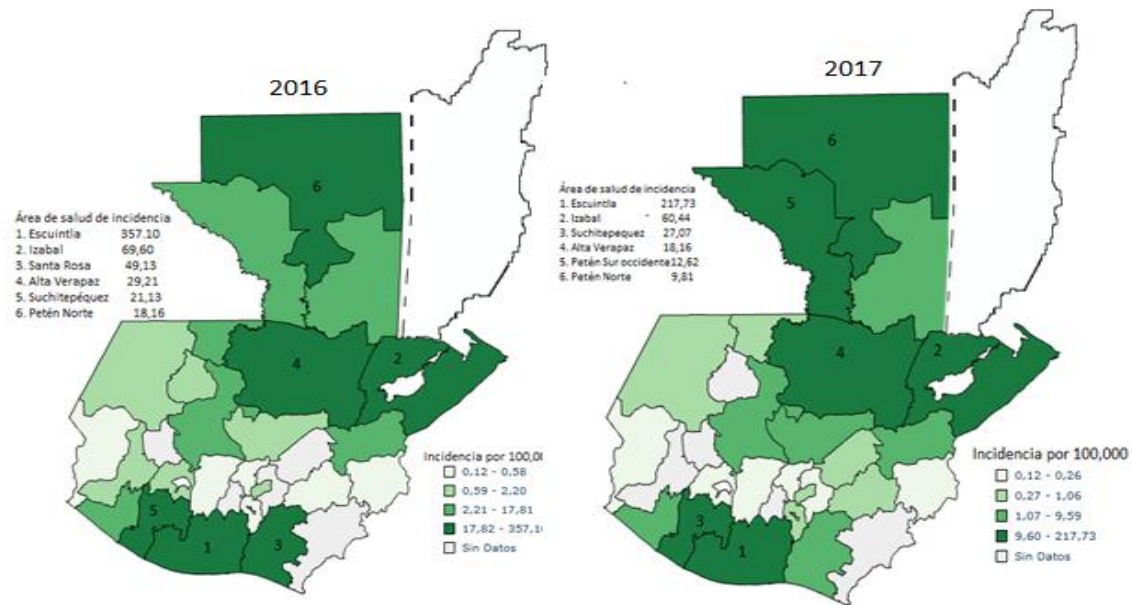 2016
6
Área de salud de incidencia
1. Escuintla 357.10
2. Izabal 69,60
3. Santa Rosa 49,13
4. Alta Verapaz 29,21
5. Suchitepéquez 21,13
6. Petén Norte 18,16
4
2
5
1
3
Incidencia por 100,00
0,12 - 0,58
0,59 - 2,20
2,21 - 17,81
17,82 - 357,10
Sin Datos
2017
6
Área de salud de incidencia
1. Escuintla 217,73
2. Izabal 60,44
3. Suchitepequez 27,07
4. Alta Verapaz 18,16
5. Petén Sur occidente 12,62
6. Petén Norte 9,81
5
4
2
3
1
Incidencia por 100,000
0,12 - 0,26
0,27 - 1,06
1,07 - 9,59
9,60 - 217,73
Sin Datos